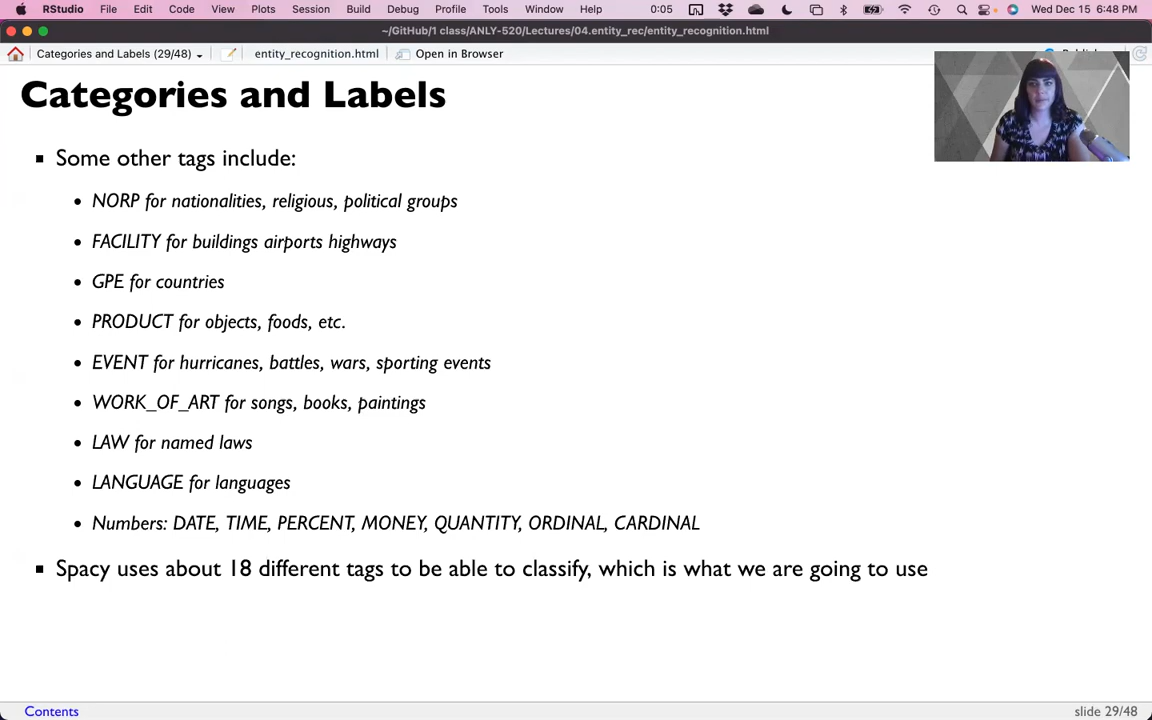 RStudio File Edit Code View Plots Session Build Debug Profile Tools Window Help 0:05 Wed Dec 15 6:48 PM
~/GitHub/1 class/ANLY-520/Lectures/04.entity_rec/entity_recognition.html
Categories and Labels (29/48) entity_recognition.html Open in Browser
Categories and Labels
Some other tags include:
NORP for nationalities, religious, political groups
FACILITY for buildings airports highways
GPE for countries
PRODUCT for objects, foods, etc.
EVENT for hurricanes, battles, wars, sporting events
WORK_OF_ART for songs, books, paintings
LAW for named laws
LANGUAGE for languages
Numbers: DATE, TIME, PERCENT, MONEY, QUANTITY, ORDINAL, CARDINAL
Spacy uses about 18 different tags to be able to classify, which is what we are going to use
Contents slide 29/48